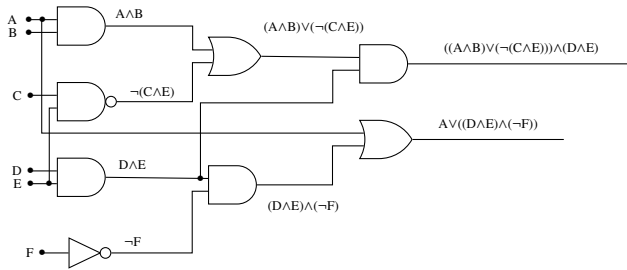 A
B
A∧B
(A∧B)∨(¬(C∧E))
((A∧B)∨(¬(C∧E)))∧(D∧E)
C
¬(C∧E)
A∨((D∧E)∧(¬F))
D
E
D∧E
(D∧E)∧(¬F)
F
¬F